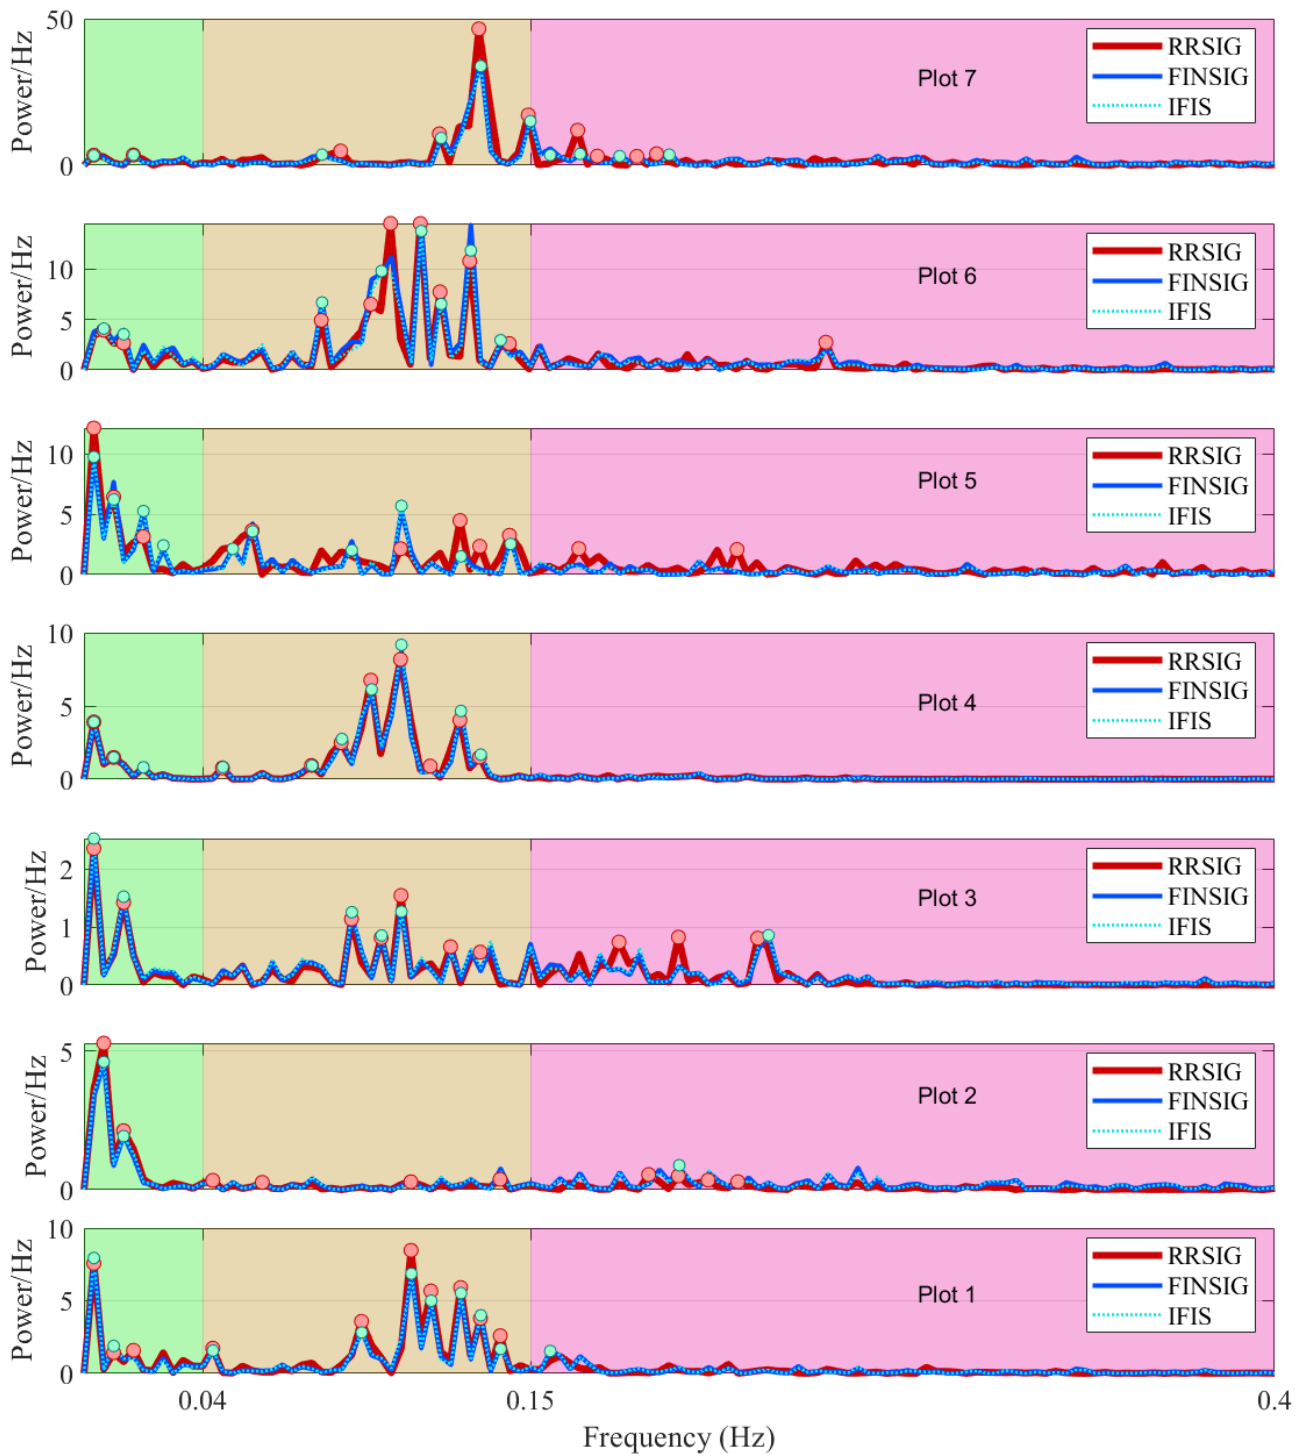 Power/Hz
50
0
Plot 7
RRSIG
FINSIG
IFIS
Power/Hz
10
5
0
Plot 6
RRSIG
FINSIG
IFIS
Power/Hz
10
5
0
Plot 5
RRSIG
FINSIG
IFIS
Power/Hz
10
5
0
Plot 4
RRSIG
FINSIG
IFIS
Power/Hz
2
1
0
Plot 3
RRSIG
FINSIG
IFIS
Power/Hz
5
0
Plot 2
RRSIG
FINSIG
IFIS
Power/Hz
10
5
0
Plot 1
RRSIG
FINSIG
IFIS
0.04 0.15 0.4
Frequency (Hz)